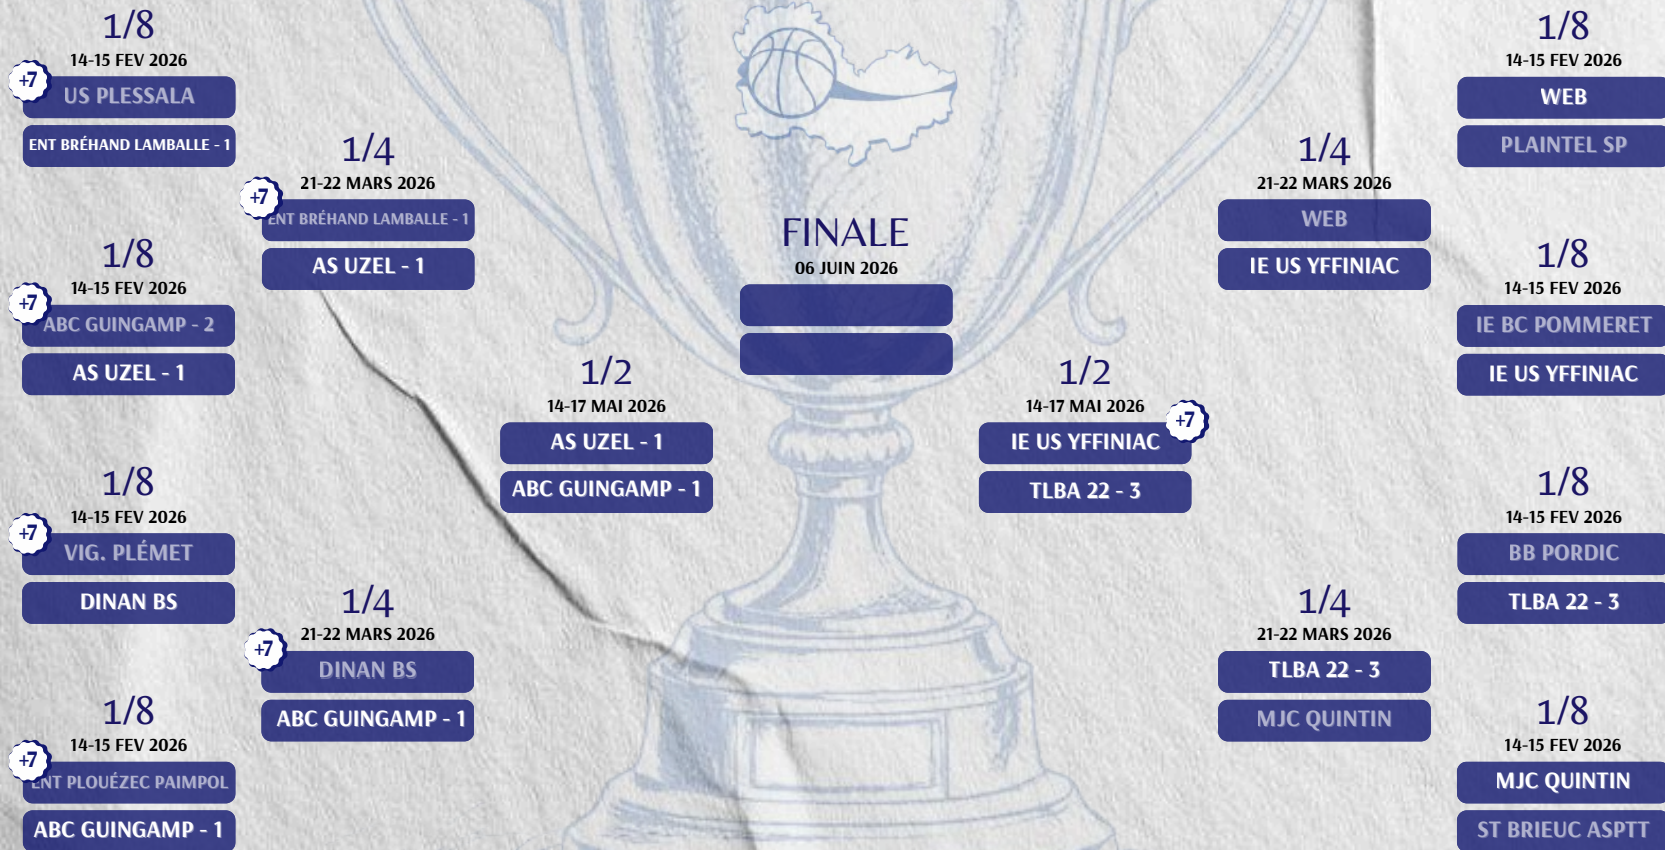 1/8
14-15 FEV 2026
+7
US PLESSALA
ENT BRÉHAND LAMBALLE - 1
1/8
14-15 FEV 2026
+7
ABC GUINGAMP - 2
AS UZEL - 1
1/8
14-15 FEV 2026
+7
VIG. PLÉMET
DINAN BS
1/8
14-15 FEV 2026
+7
ENT PLOUÉZEC PAIMPOL
ABC GUINGAMP - 1
1/4
21-22 MARS 2026
+7
ENT BRÉHAND LAMBALLE - 1
AS UZEL - 1
1/4
21-22 MARS 2026
+7
DINAN BS
ABC GUINGAMP - 1
1/2
14-17 MAI 2026
AS UZEL - 1
ABC GUINGAMP - 1
FINALE
06 JUIN 2026
1/2
14-17 MAI 2026
+7
IE US YFFINIAC
TLBA 22 - 3
1/4
21-22 MARS 2026
WEB
IE US YFFINIAC
1/4
21-22 MARS 2026
TLBA 22 - 3
MJC QUINTIN
1/8
14-15 FEV 2026
WEB
PLAINTEL SP
1/8
14-15 FEV 2026
IE BC POMMERET
IE US YFFINIAC
1/8
14-15 FEV 2026
BB PORDIC
TLBA 22 - 3
1/8
14-15 FEV 2026
MJC QUINTIN
ST BRIEUC ASPTT